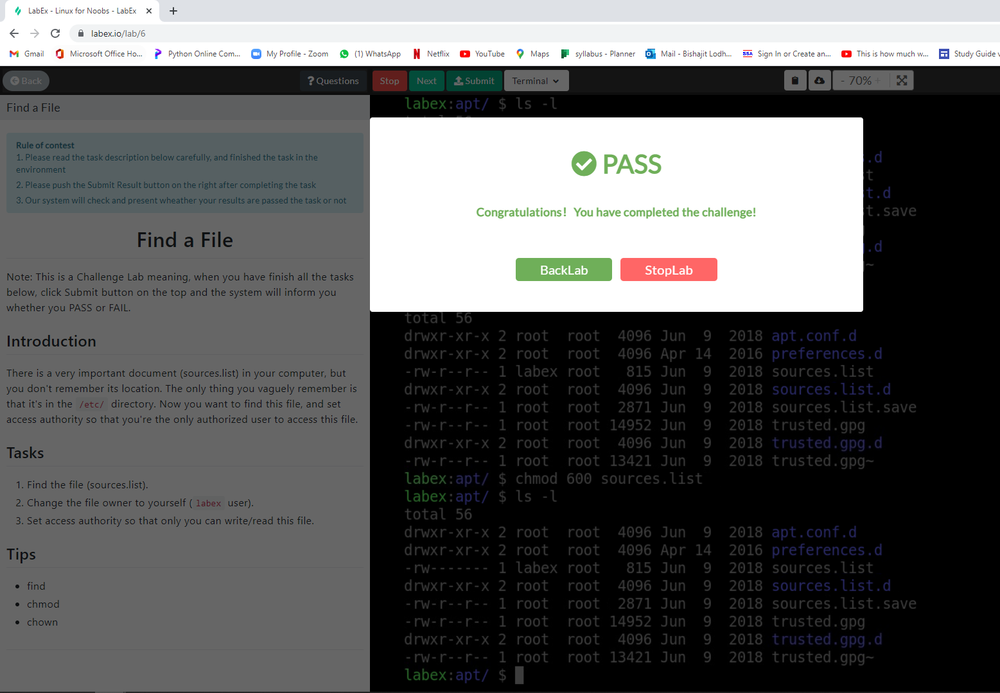 LabEx - Linux for Noobs - LabEx
labex.io/lab/6
Gmail Microsoft Office Ho... Python Online Com... My Profile - Zoom (1) WhatsApp Netflix YouTube Maps syllabus - Planner Mail - Bishajit Lodh... SSA Sign In or Create an... This is how much w... Study Guide v
Back ? Questions Stop Next Submit Terminal - 70% +
Find a File
Rule of contest
1. Please read the task description below carefully, and finished the task in the
environment
2. Please push the Submit Result button on the right after completing the task
3. Our system will check and present wheather your results are passed the task or not
Find a File
Note: This is a Challenge Lab meaning, when you have finish all the tasks
below, click Submit button on the top and the system will inform you
whether you PASS or FAIL.
Introduction
There is a very important document (sources.list) in your computer, but
you don't remember its location. The only thing you vaguely remember is
that it's in the /etc/ directory. Now you want to find this file, and set
access authority so that you're the only authorized user to access this file.
Tasks
1. Find the file (sources.list).
2. Change the file owner to yourself ( labex user).
3. Set access authority so that only you can write/read this file.
Tips
find
chmod
chown
labex:apt/ $ ls -l
s.d
t
t.d
t.save
.d
~
PASS
Congratulations! You have completed the challenge!
BackLab StopLab
total 56
drwxr-xr-x 2 root root 4096 Jun 9 2018 apt.conf.d
drwxr-xr-x 2 root root 4096 Apr 14 2016 preferences.d
-rw-r--r-- 1 labex root 815 Jun 9 2018 sources.list
drwxr-xr-x 2 root root 4096 Jun 9 2018 sources.list.d
-rw-r--r-- 1 root root 2871 Jun 9 2018 sources.list.save
-rw-r--r-- 1 root root 14952 Jun 9 2018 trusted.gpg
drwxr-xr-x 2 root root 4096 Jun 9 2018 trusted.gpg.d
-rw-r--r-- 1 root root 13421 Jun 9 2018 trusted.gpg~
labex:apt/ $ chmod 600 sources.list
labex:apt/ $ ls -l
total 56
drwxr-xr-x 2 root root 4096 Jun 9 2018 apt.conf.d
drwxr-xr-x 2 root root 4096 Apr 14 2016 preferences.d
-rw------- 1 labex root 815 Jun 9 2018 sources.list
drwxr-xr-x 2 root root 4096 Jun 9 2018 sources.list.d
-rw-r--r-- 1 root root 2871 Jun 9 2018 sources.list.save
-rw-r--r-- 1 root root 14952 Jun 9 2018 trusted.gpg
drwxr-xr-x 2 root root 4096 Jun 9 2018 trusted.gpg.d
-rw-r--r-- 1 root root 13421 Jun 9 2018 trusted.gpg~
labex:apt/ $